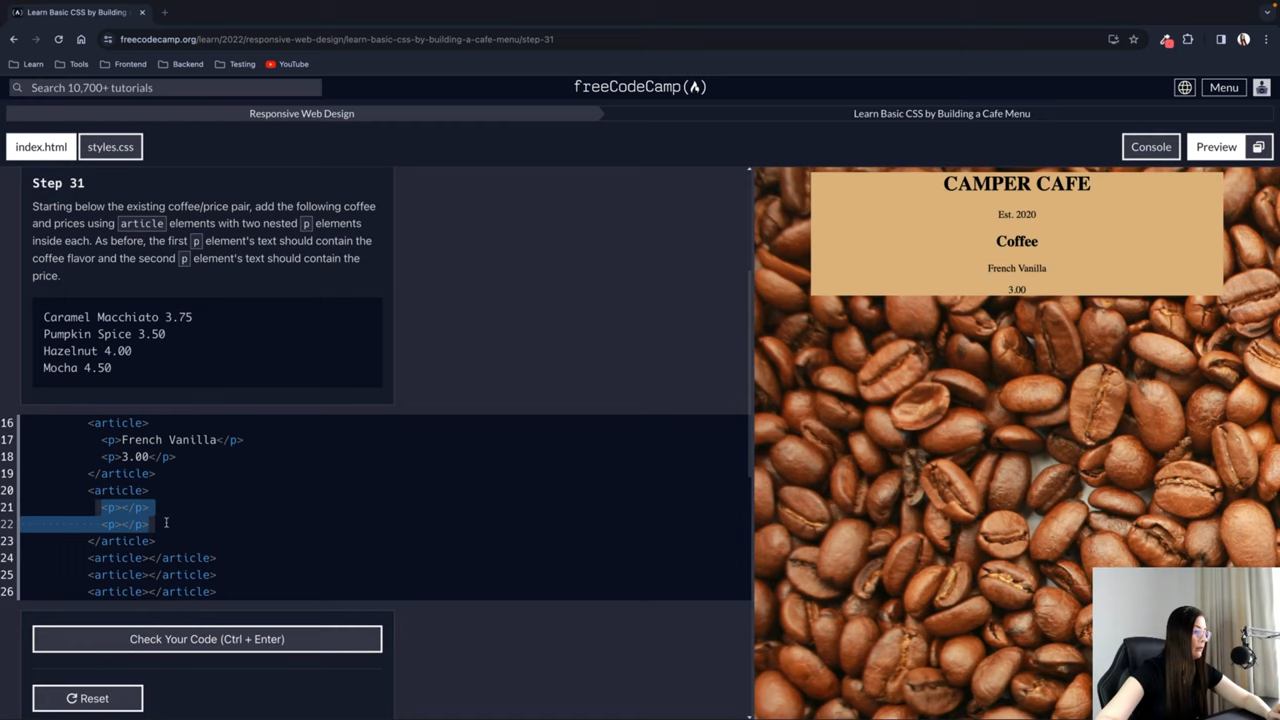 Learn Basic CSS by Building
freecodecamp.org/learn/2022/responsive-web-design/learn-basic-css-by-building-a-cafe-menu/step-31
Learn
Tools
Frontend
Backend
Testing
YouTube
Search 10,700+ tutorials
freeCodeCamp(🔥)
Menu
Responsive Web Design
Learn Basic CSS by Building a Cafe Menu
index.html
styles.css
Console
Preview
Step 31
Starting below the existing coffee/price pair, add the following coffee
and prices using article elements with two nested p elements
inside each. As before, the first p element's text should contain the
coffee flavor and the second p element's text should contain the
price.
Caramel Macchiato 3.75
Pumpkin Spice 3.50
Hazelnut 4.00
Mocha 4.50
16 <article>
17 <p>French Vanilla</p>
18 <p>3.00</p>
19 </article>
20 <article>
21 <p></p>
22 <p></p>
23 </article>
24 <article></article>
25 <article></article>
26 <article></article>
Check Your Code (Ctrl + Enter)
Reset
CAMPER CAFE
Est. 2020
Coffee
French Vanilla
3.00